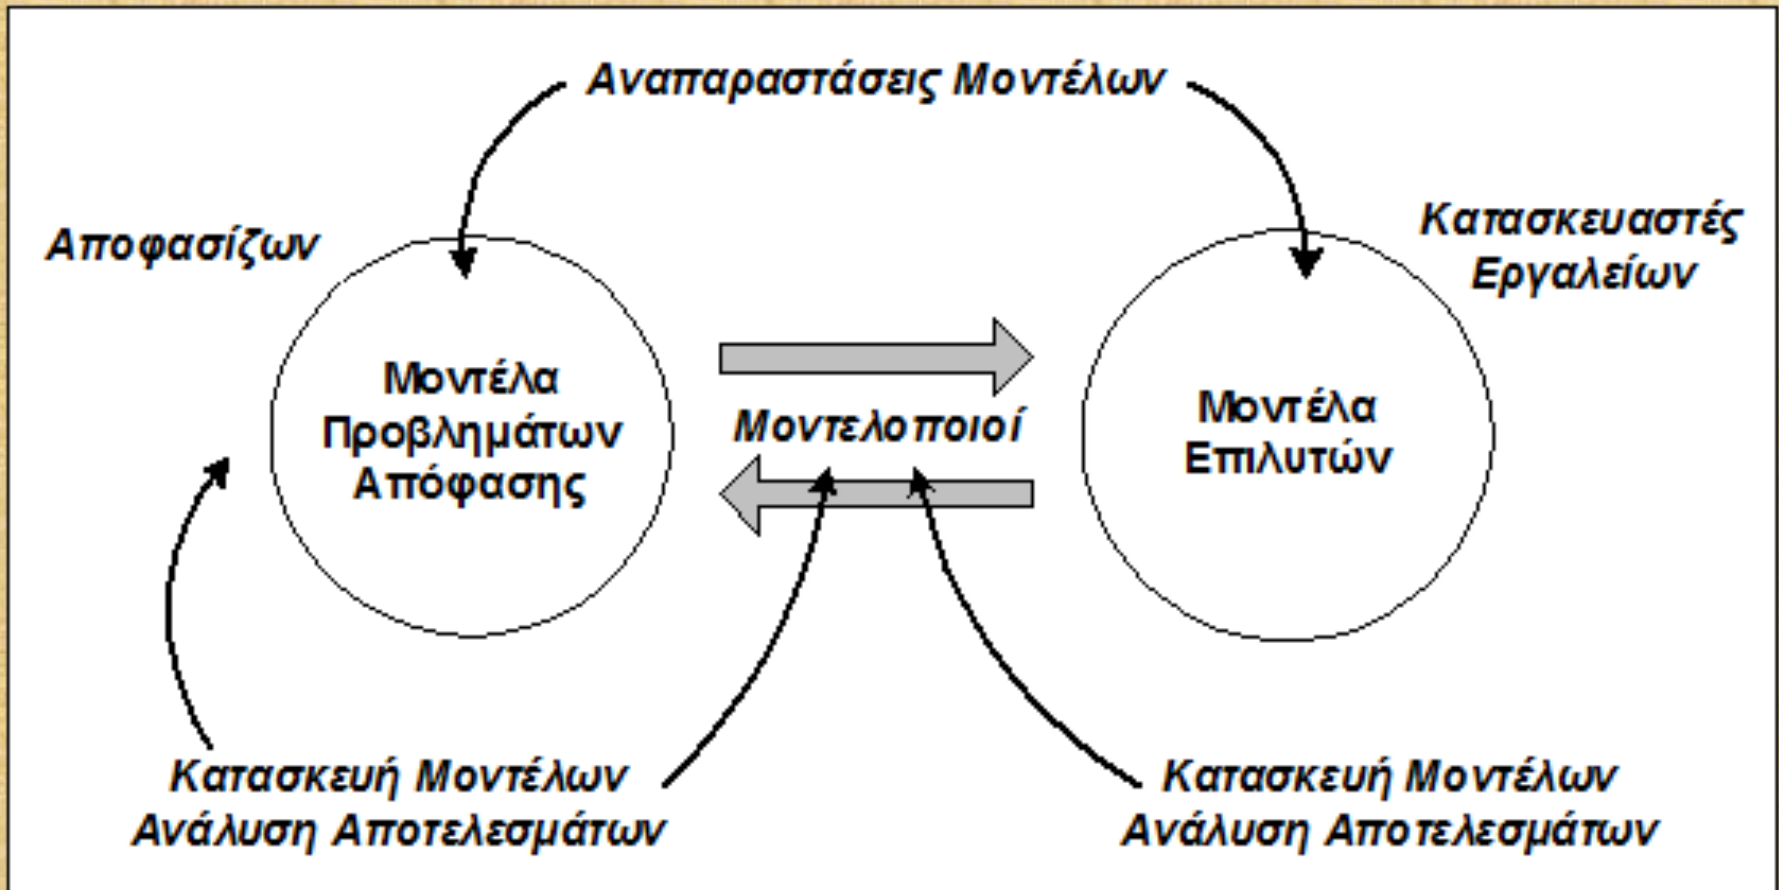 Αναπαραστάσεις Μοντέλων
Αποφασίζων
Κατασκευαστές
Εργαλείων
Μοντέλα
Προβλημάτων
Απόφασης
Μοντελοποιοί
Μοντέλα
Επιλυτών
Κατασκευή Μοντέλων
Ανάλυση Αποτελεσμάτων
Κατασκευή Μοντέλων
Ανάλυση Αποτελεσμάτων